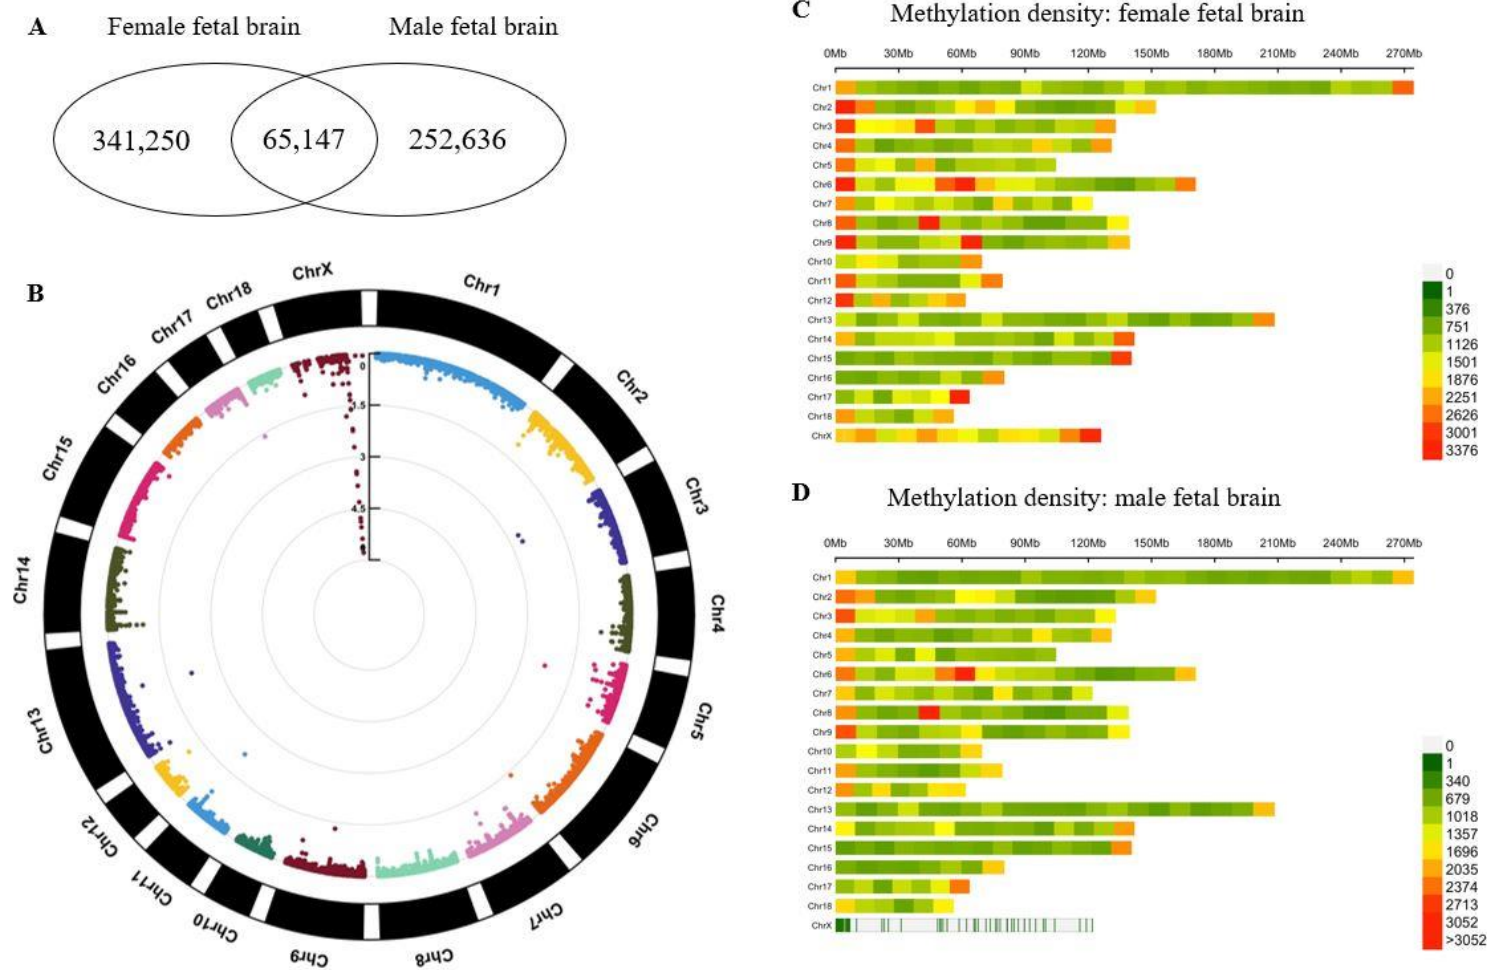 A
Female fetal brain
Male fetal brain
341,250
65,147
252,636
B
ChrX
Chr1
Chr2
Chr3
Chr4
Chr5
Chr6
Chr7
Chr8
Chr9
Chr10
Chr11
Chr12
Chr13
Chr14
Chr15
Chr16
Chr17
Chr18
0
1.5
3
4.5
C
Methylation density: female fetal brain
0Mb 30Mb 60Mb 90Mb 120Mb 150Mb 180Mb 210Mb 240Mb 270Mb
Chr1
Chr2
Chr3
Chr4
Chr5
Chr6
Chr7
Chr8
Chr9
Chr10
Chr11
Chr12
Chr13
Chr14
Chr15
Chr16
Chr17
Chr18
ChrX
0
1
376
751
1126
1501
1876
2251
2626
3001
3376
D
Methylation density: male fetal brain
0Mb 30Mb 60Mb 90Mb 120Mb 150Mb 180Mb 210Mb 240Mb 270Mb
Chr1
Chr2
Chr3
Chr4
Chr5
Chr6
Chr7
Chr8
Chr9
Chr10
Chr11
Chr12
Chr13
Chr14
Chr15
Chr16
Chr17
Chr18
ChrX
0
1
340
679
1018
1357
1696
2035
2374
2713
3052
>3052